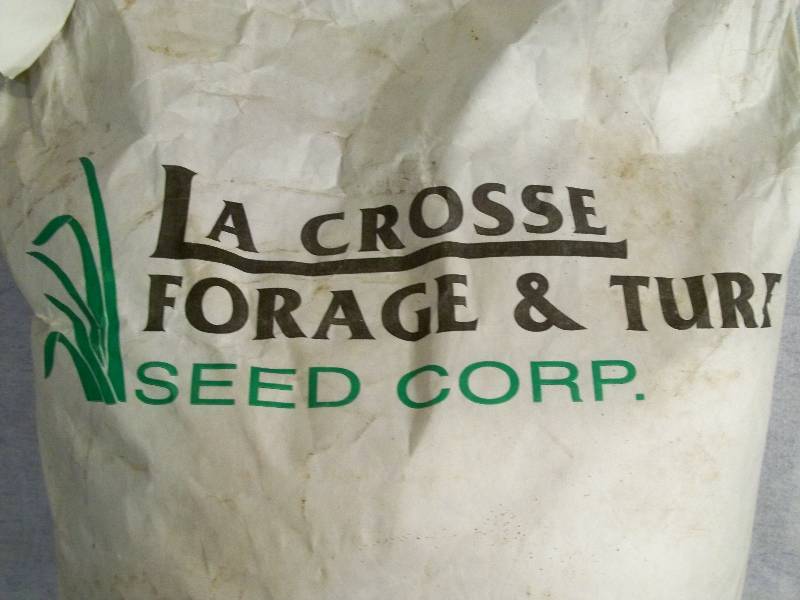 LA CROSSE
FORAGE & TURF
SEED CORP.